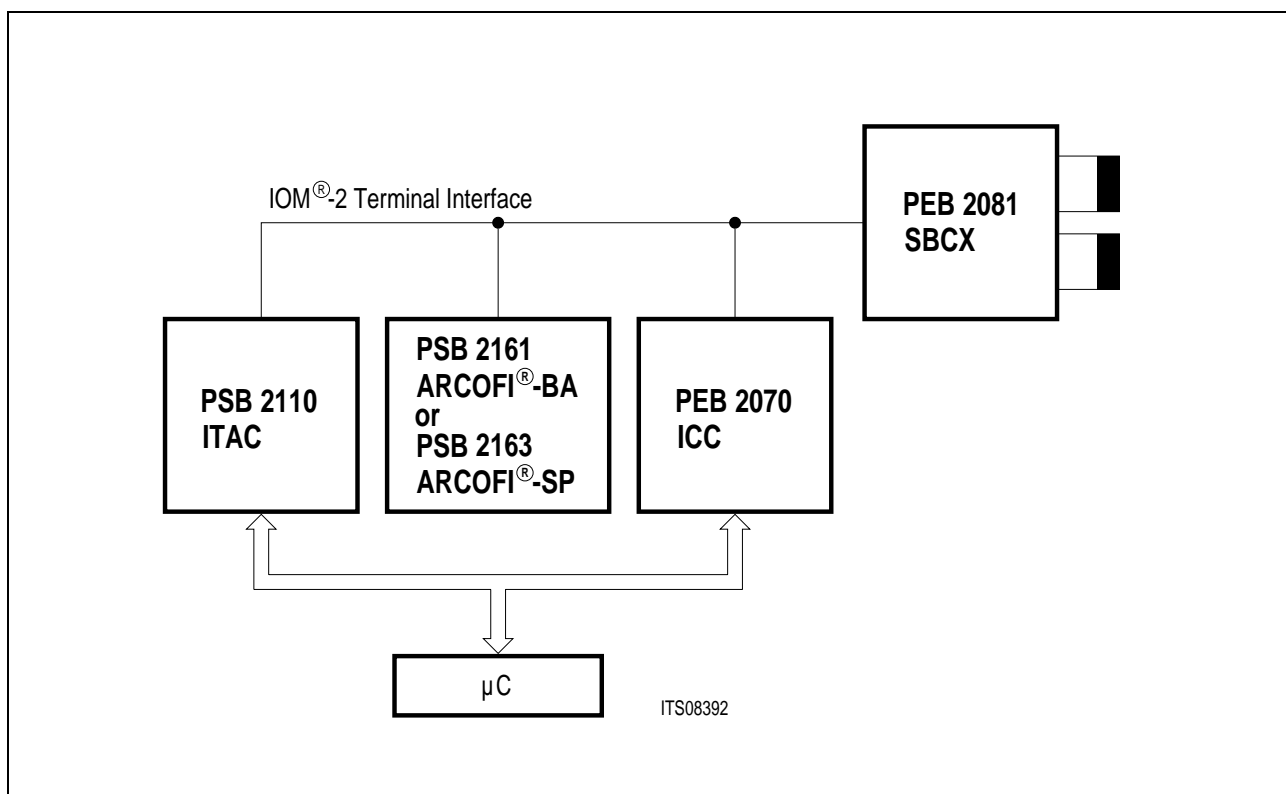 IOM®-2 Terminal Interface
PEB 2081
SBCX
PSB 2110
ITAC
PSB 2161
ARCOFI®-BA
or
PSB 2163
ARCOFI®-SP
PEB 2070
ICC
µC
ITS08392